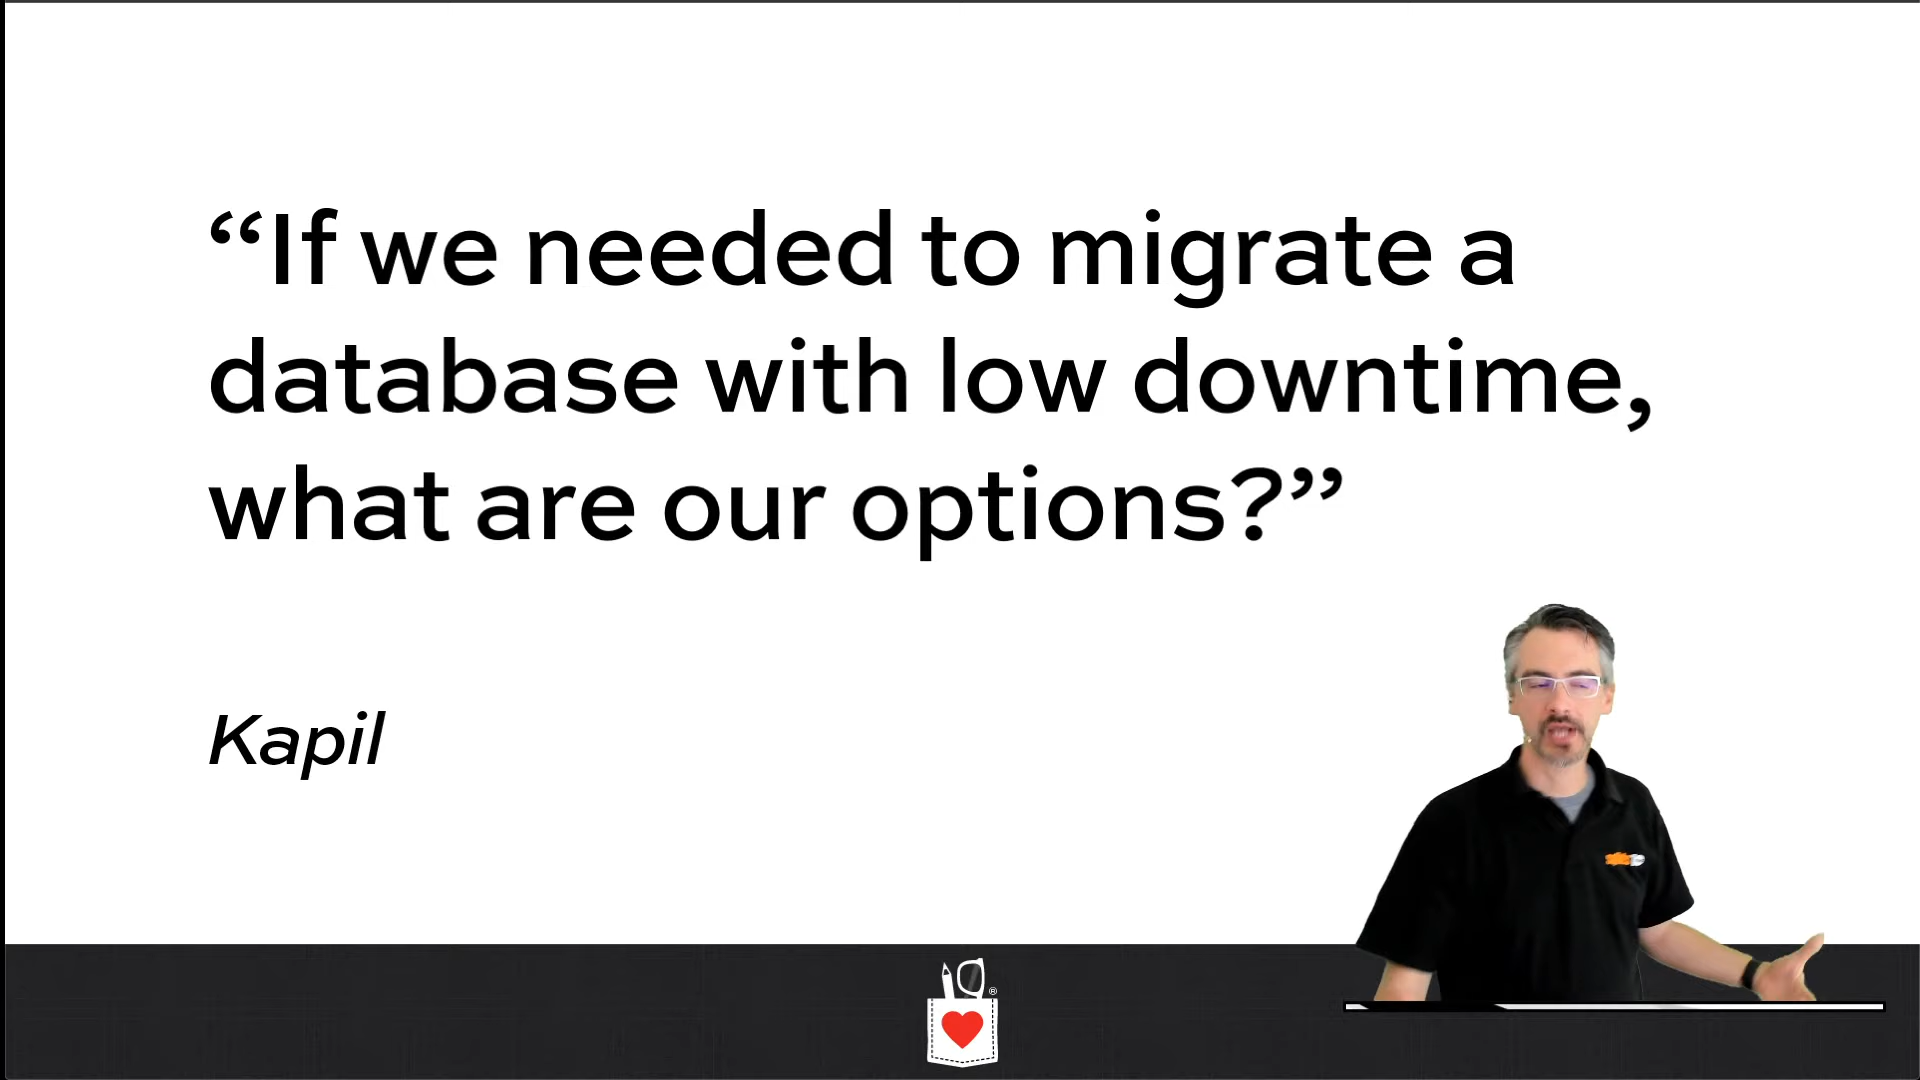 “If we needed to migrate a
database with low downtime,
what are our options?”
Kapil
®